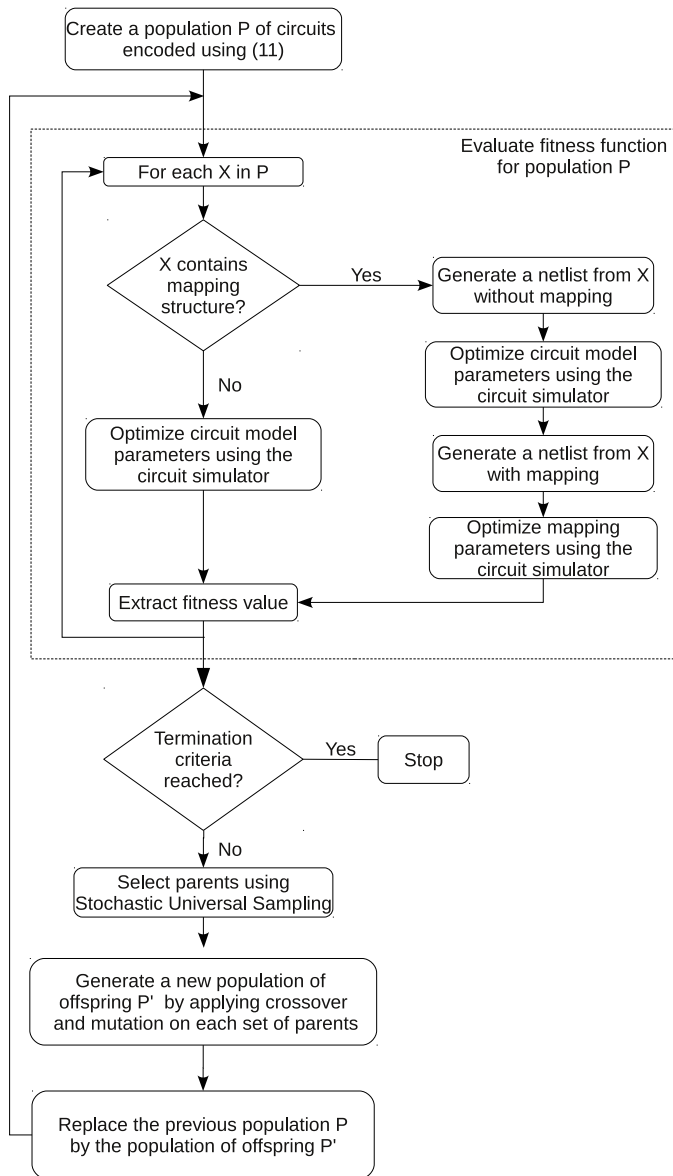 Create a population P of circuits
encoded using (11)
Evaluate fitness function
for population P
For each X in P
X contains
mapping
structure?
Yes
Generate a netlist from X
without mapping
Optimize circuit model
parameters using the
circuit simulator
No
Optimize circuit model
parameters using the
circuit simulator
Generate a netlist from X
with mapping
Optimize mapping
parameters using the
circuit simulator
Extract fitness value
Termination
criteria
reached?
Yes
Stop
No
Select parents using
Stochastic Universal Sampling
Generate a new population of
offspring P' by applying crossover
and mutation on each set of parents
Replace the previous population P
by the population of offspring P'